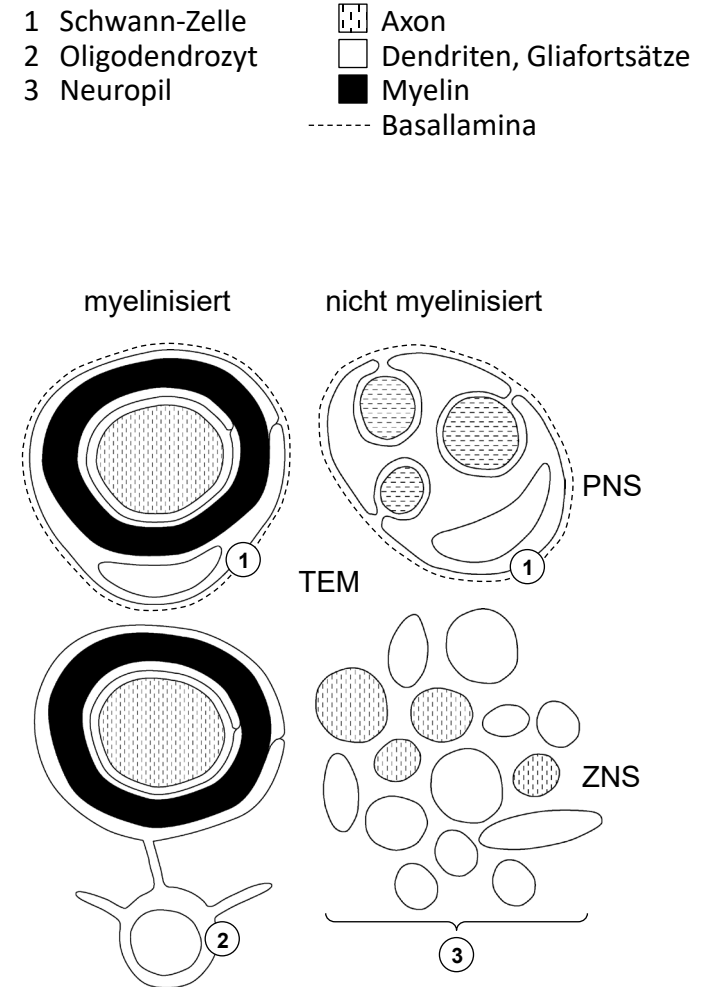 1 Schwann-Zelle
2 Oligodendrozyt
3 Neuropil
Axon
Dendriten, Gliafortsätze
Myelin
Basallamina
myelinisiert
nicht myelinisiert
PNS
1
1
TEM
ZNS
2
3